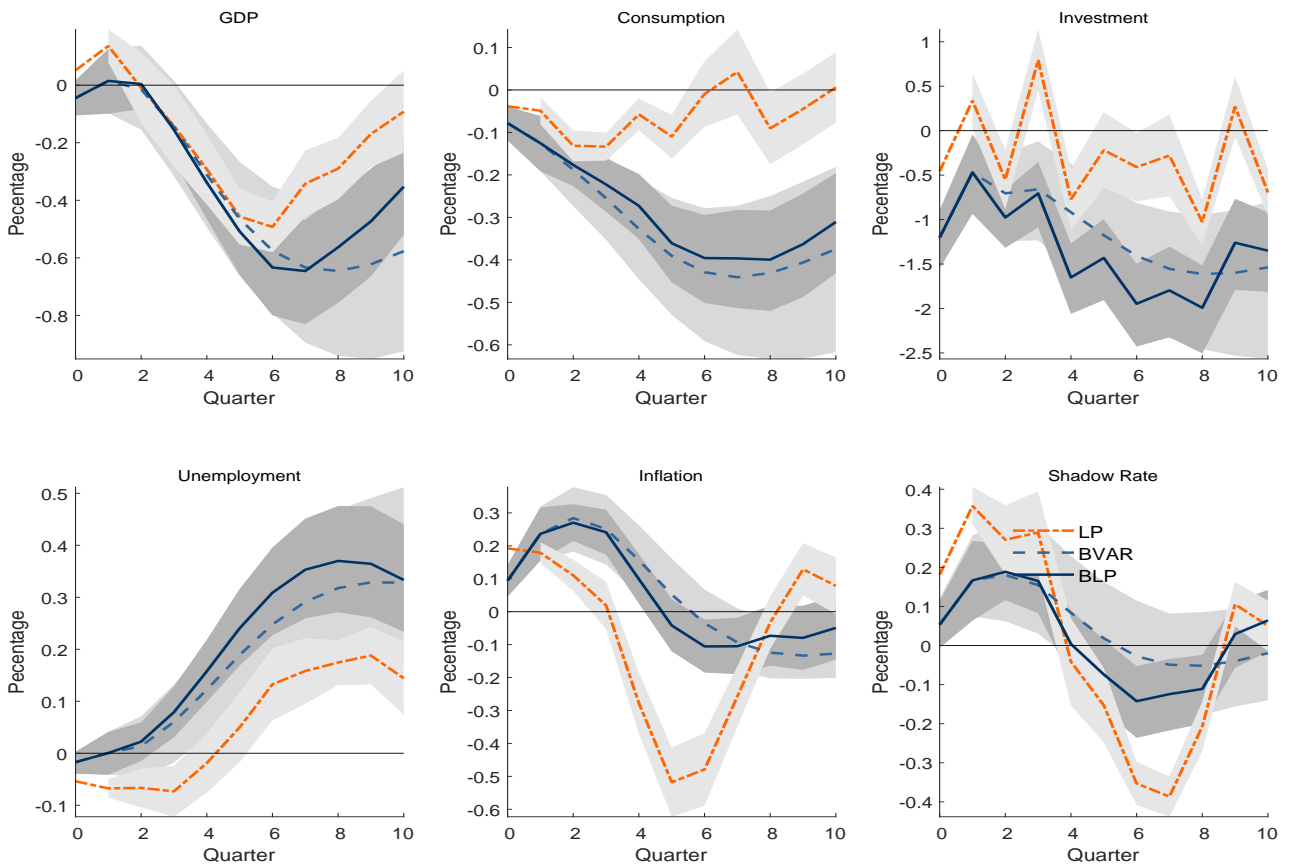 GDP
Pecentage
0
-0.2
-0.4
-0.6
-0.8
0 2 4 6 8 10
Quarter
Consumption
Pecentage
0.1
0
-0.1
-0.2
-0.3
-0.4
-0.5
-0.6
0 2 4 6 8 10
Quarter
Investment
Pecentage
1
0.5
0
-0.5
-1
-1.5
-2
-2.5
0 2 4 6 8 10
Quarter
Unemployment
Pecentage
0.5
0.4
0.3
0.2
0.1
0
-0.1
0 2 4 6 8 10
Quarter
Inflation
Pecentage
0.3
0.2
0.1
0
-0.1
-0.2
-0.3
-0.4
-0.5
-0.6
0 2 4 6 8 10
Quarter
Shadow Rate
Pecentage
0.4
0.3
0.2
0.1
0
-0.1
-0.2
-0.3
-0.4
0 2 4 6 8 10
Quarter
LP
BVAR
BLP